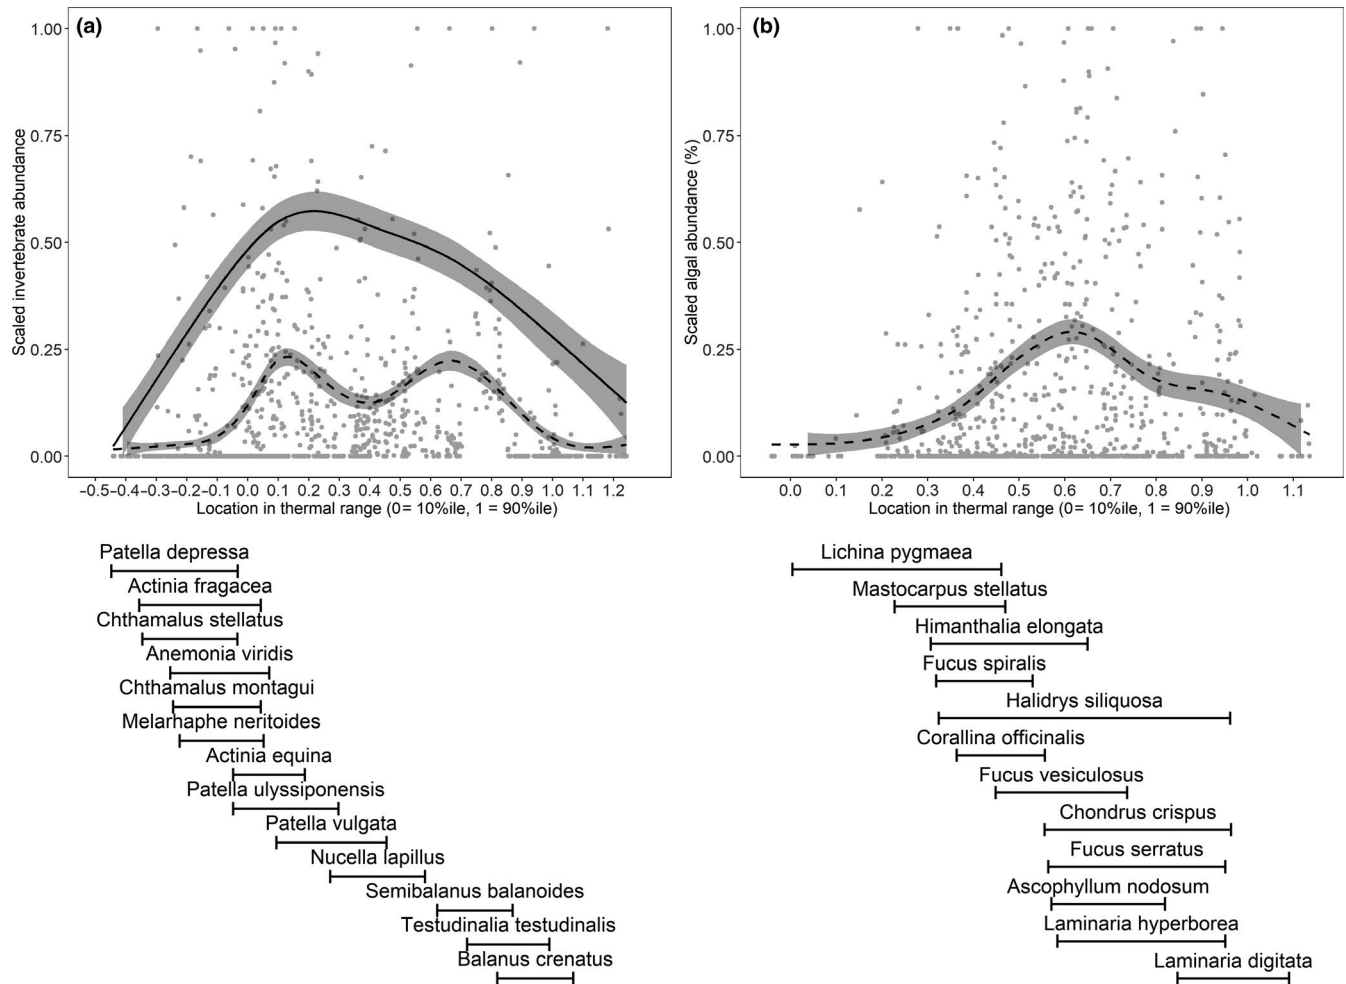 (a)
Scaled invertebrate abundance
1.00
0.75
0.50
0.25
0.00
−0.5 −0.4 −0.3 −0.2 −0.1 0.0 0.1 0.2 0.3 0.4 0.5 0.6 0.7 0.8 0.9 1.0 1.1 1.2
Location in thermal range (0= 10%ile, 1 = 90%ile)
Patella depressa
Actinia fragacea
Chthamalus stellatus
Anemonia viridis
Chthamalus montagui
Melarhaphe neritoides
Actinia equina
Patella ulyssiponensis
Patella vulgata
Nucella lapillus
Semibalanus balanoides
Testudinalia testudinalis
Balanus crenatus
(b)
Scaled algal abundance (%)
1.00
0.75
0.50
0.25
0.00
0.0 0.1 0.2 0.3 0.4 0.5 0.6 0.7 0.8 0.9 1.0 1.1
Location in thermal range (0= 10%ile, 1 = 90%ile)
Lichina pygmaea
Mastocarpus stellatus
Himanthalia elongata
Fucus spiralis
Halidrys siliquosa
Corallina officinalis
Fucus vesiculosus
Chondrus crispus
Fucus serratus
Ascophyllum nodosum
Laminaria hyperborea
Laminaria digitata